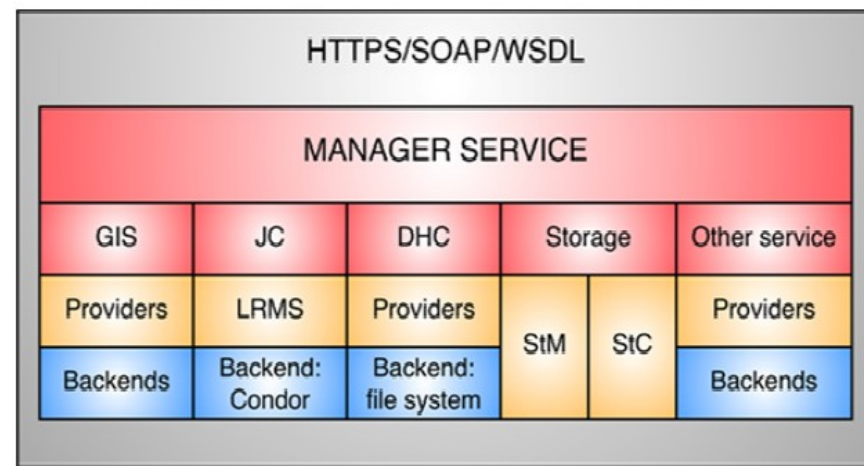 HTTPS/SOAP/WSDL
MANAGER SERVICE
GIS
JC
DHC
Storage
Other service
Providers
LRMS
Providers
StM
StC
Providers
Backends
Backend:
Condor
Backend:
file system
Backends